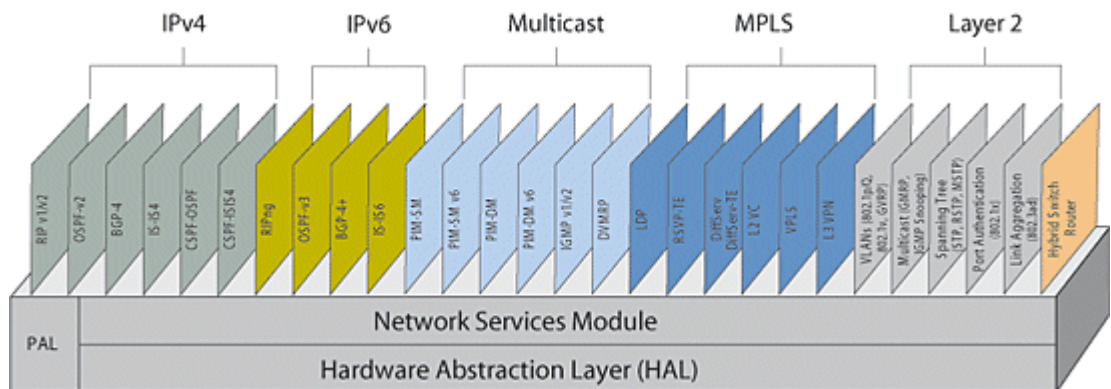 IPv4
IPv6
Multicast
MPLS
Layer 2
RIP v1/v2
OSPF-v2
BGP-4
IS-IS4
CSPF-OSPF
CSPF-ISIS4
RIPng
OSPF-v3
BGP-4+
IS-IS6
PIM-SM
PIM-SM v6
PIM-DM
PIM-DM v6
IGMP v1/v2
DVMRP
LDP
RSVP-TE
DiffServ
DiffServ-TE
L2 VC
VPLS
L3 VPN
VLANs (802.1p/Q,
802.1v, GVRP)
Multicast (GMRP,
IGMP Snooping)
Spanning Tree
(STP, RSTP, MSTP)
Port Authentication
(802.1x)
Link Aggregation
(802.3ad)
Hybrid Switch
Router
PAL
Network Services Module
Hardware Abstraction Layer (HAL)